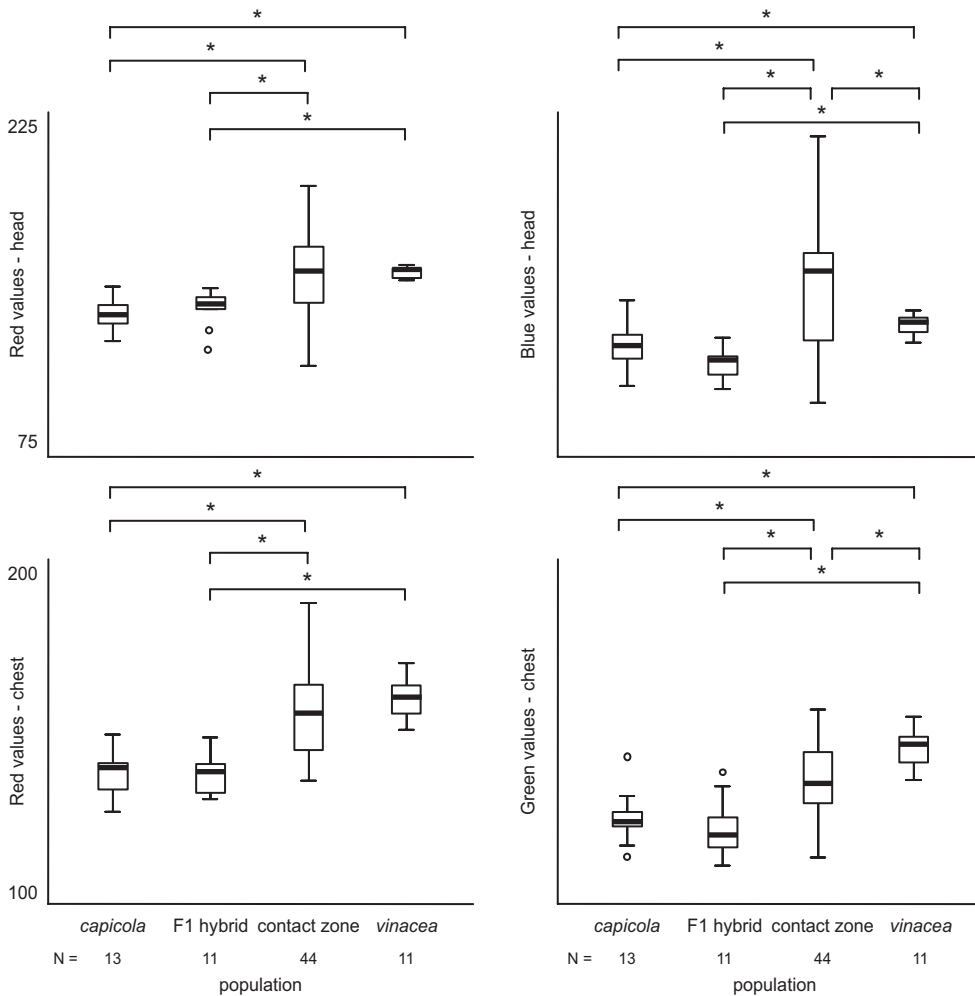 * *
* *
* *
* *
*
225
Red values - head
75
Blue values - head
* *
* *
* *
* *
*
200
Red values - chest
100
Green values - chest
capicola F1 hybrid contact zone vinacea
N = 13 11 44 11
population
capicola F1 hybrid contact zone vinacea
N = 13 11 44 11
population